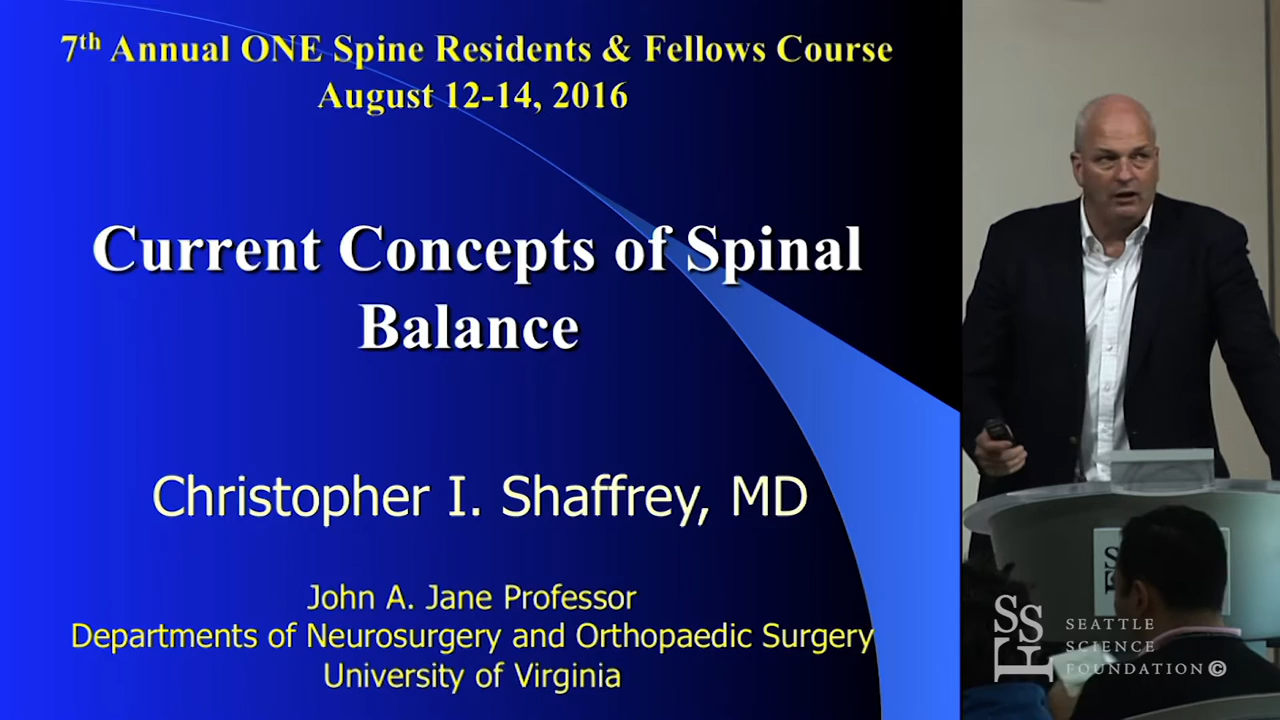 7th Annual ONE Spine Residents & Fellows Course
August 12-14, 2016
Current Concepts of Spinal
Balance
Christopher I. Shaffrey, MD
John A. Jane Professor
Departments of Neurosurgery and Orthopaedic Surgery
University of Virginia
SSF
SEATTLE
SCIENCE
FOUNDATION©